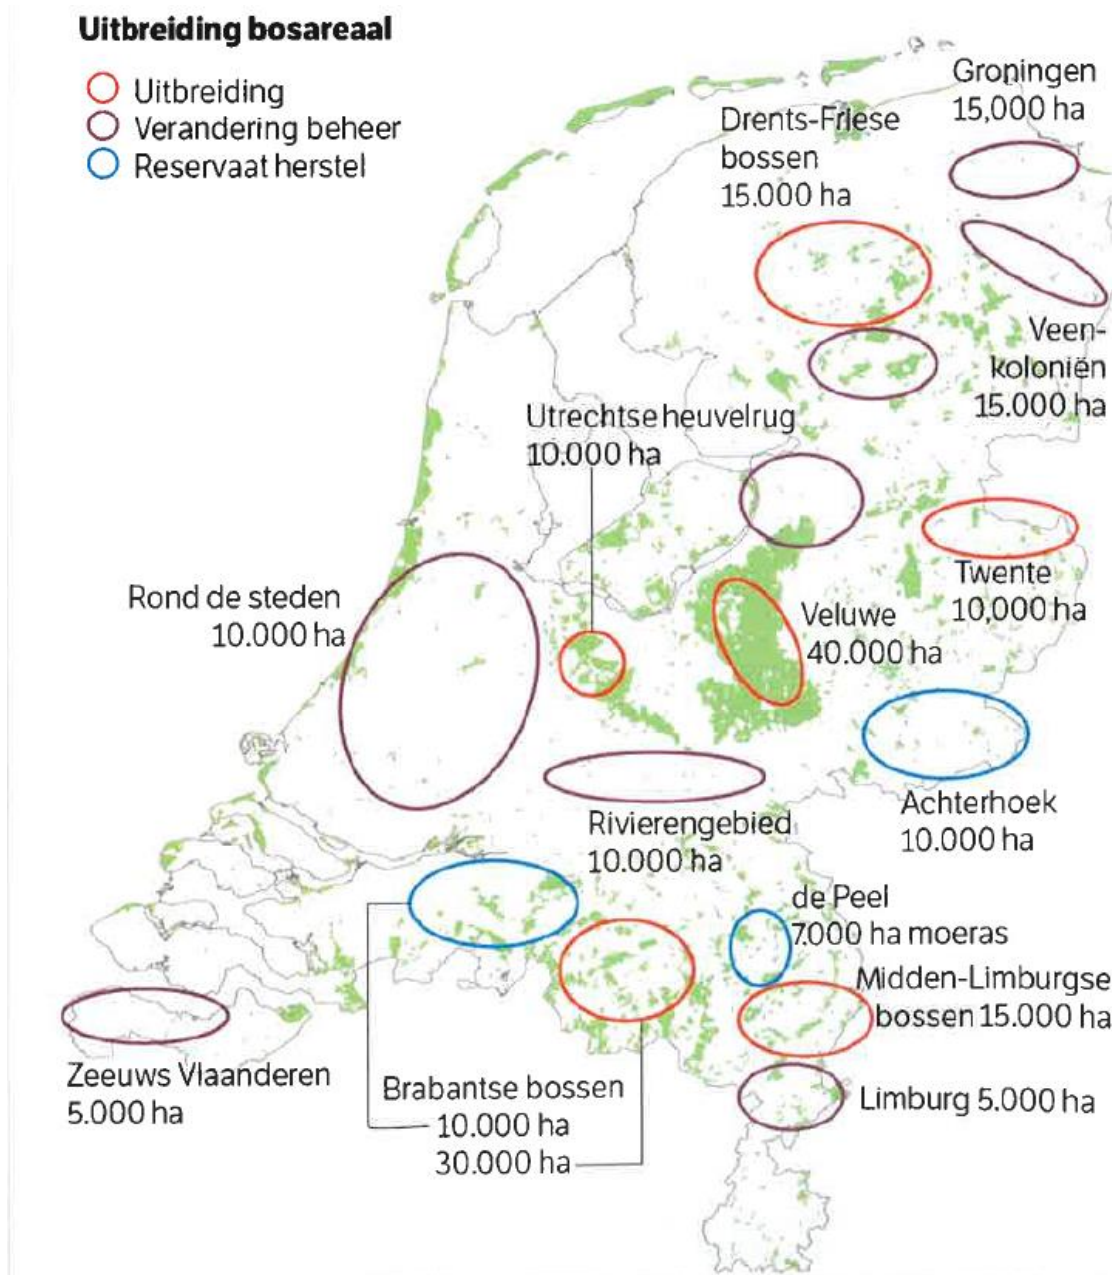 Uitbreiding bosareaal
Uitbreiding
Verandering beheer
Reservaat herstel
Groningen
15,000 ha
Drents-Friese
bossen
15.000 ha
Veen-
koloniën
15.000 ha
Utrechtse heuvelrug
10.000 ha
Twente
10,000 ha
Rond de steden
10.000 ha
Veluwe
40.000 ha
Achterhoek
10.000 ha
Rivierengebied
10.000 ha
de Peel
7.000 ha moeras
Midden-Limburgse
bossen 15.000 ha
Zeeuws Vlaanderen
5.000 ha
Brabantse bossen
10.000 ha
30.000 ha
Limburg 5.000 ha